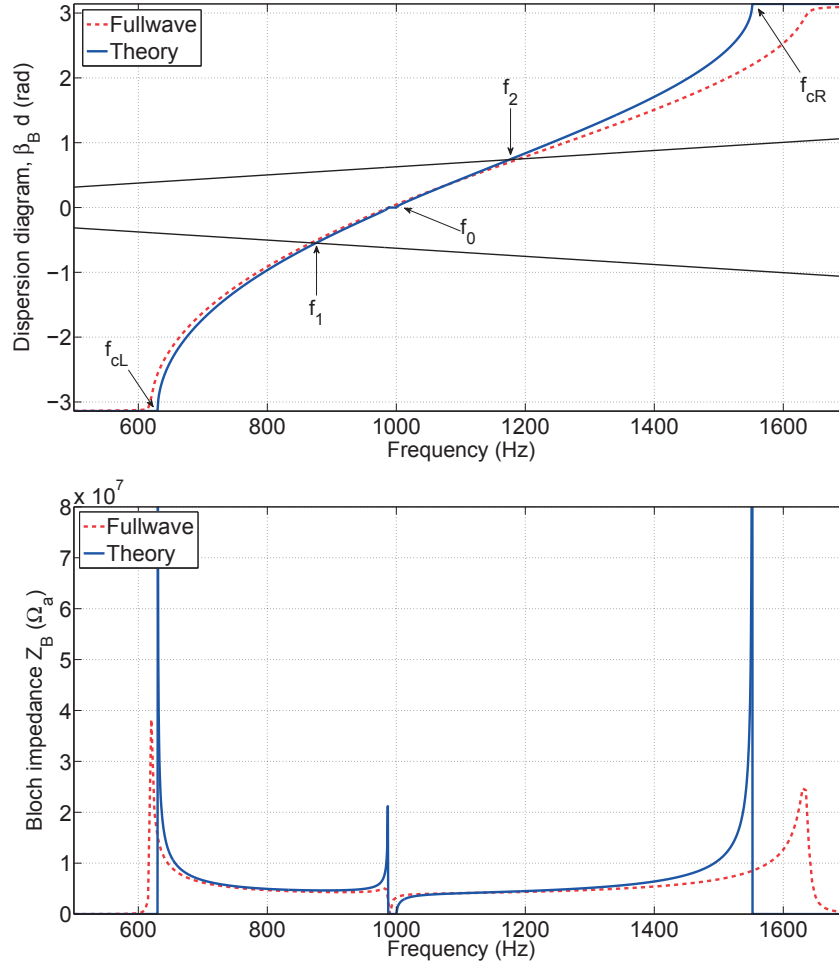 Dispersion diagram, β_B d (rad)
3
2
1
0
−1
−2
−3
Fullwave
Theory
f_cR
f_2
f_0
f_1
f_cL
600 800 1000 1200 1400 1600
Frequency (Hz)
Bloch impedance Z_B (Ω_a)
8 x 10^7
7
6
5
4
3
2
1
0
Fullwave
Theory
600 800 1000 1200 1400 1600
Frequency (Hz)